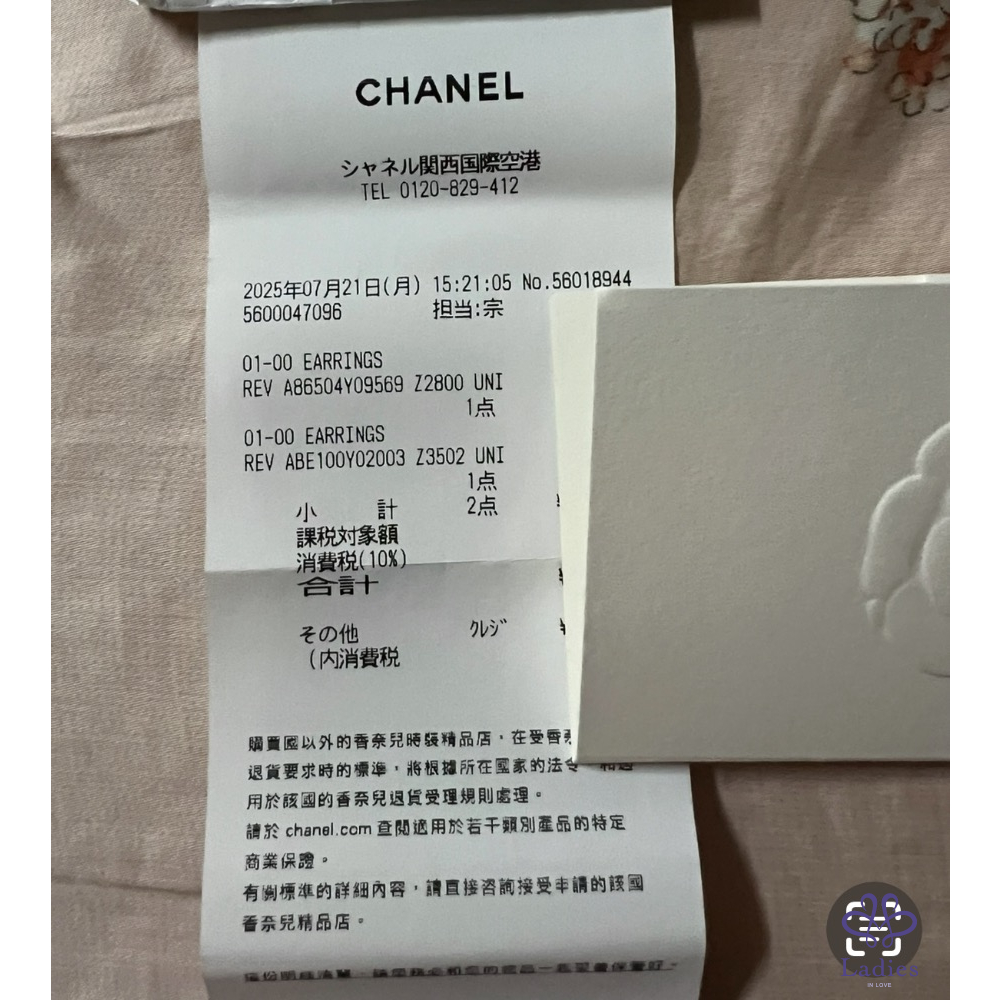 CHANEL
シャネル関西国際空港
TEL 0120-829-412
2025年07月21日(月) 15:21:05 No.56018944
5600047096 担当:宗
01-00 EARRINGS
REV A86504Y09569 Z2800 UNI
1点
01-00 EARRINGS
REV ABE100Y02003 Z3502 UNI
1点
小 計 2点
課税対象額
消費税(10%)
合計
その他 クレジ
(内消費税
購買國以外的香奈兒時裝精品店，在受香奈
退貨要求時的標準，將根據所在國家的法令
用於該國的香奈兒退貨受理規則處理。
請於 chanel.com 查閱適用於若干類別產品的特定
商業保證。
有關標準的詳細內容，請直接咨詢接受申請的該國
香奈兒精品店。
Ladies
IN LOVE